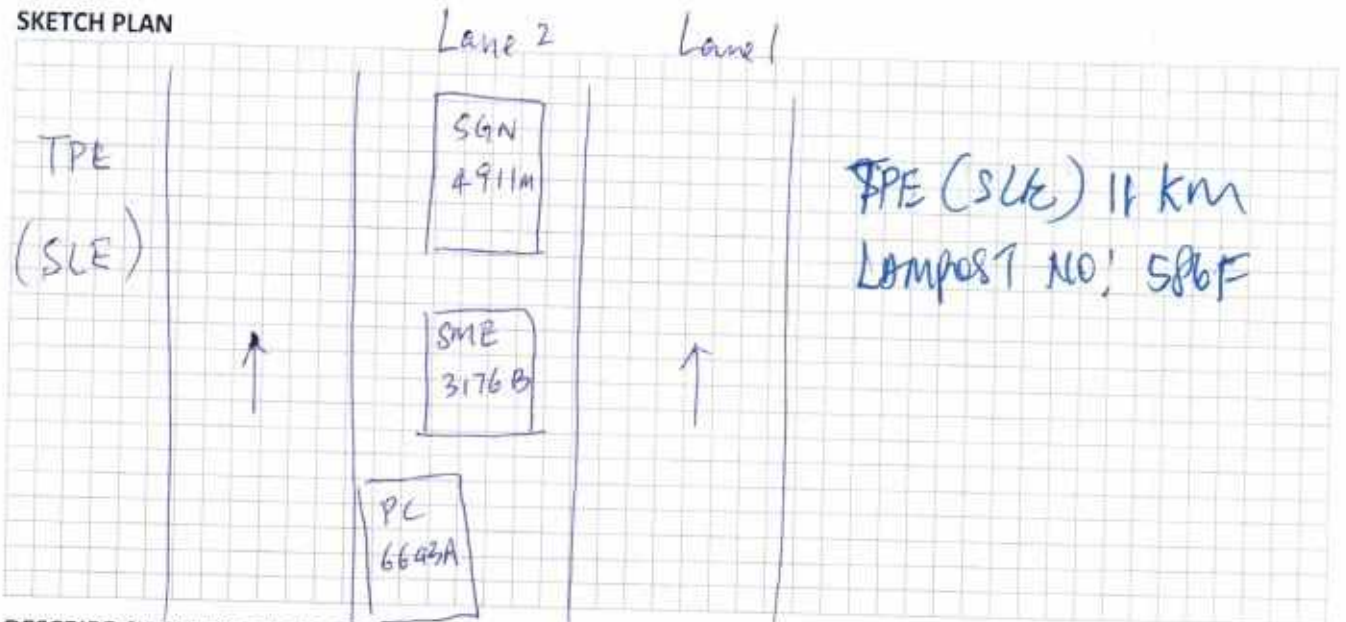 SKETCH PLAN
Lane 2
Lane 1
TPE
(SLE)
SGN
4911M
TPE (SLE) 11 KM
LAMPOST NO: 586F
SME
3176B
PC
6643A